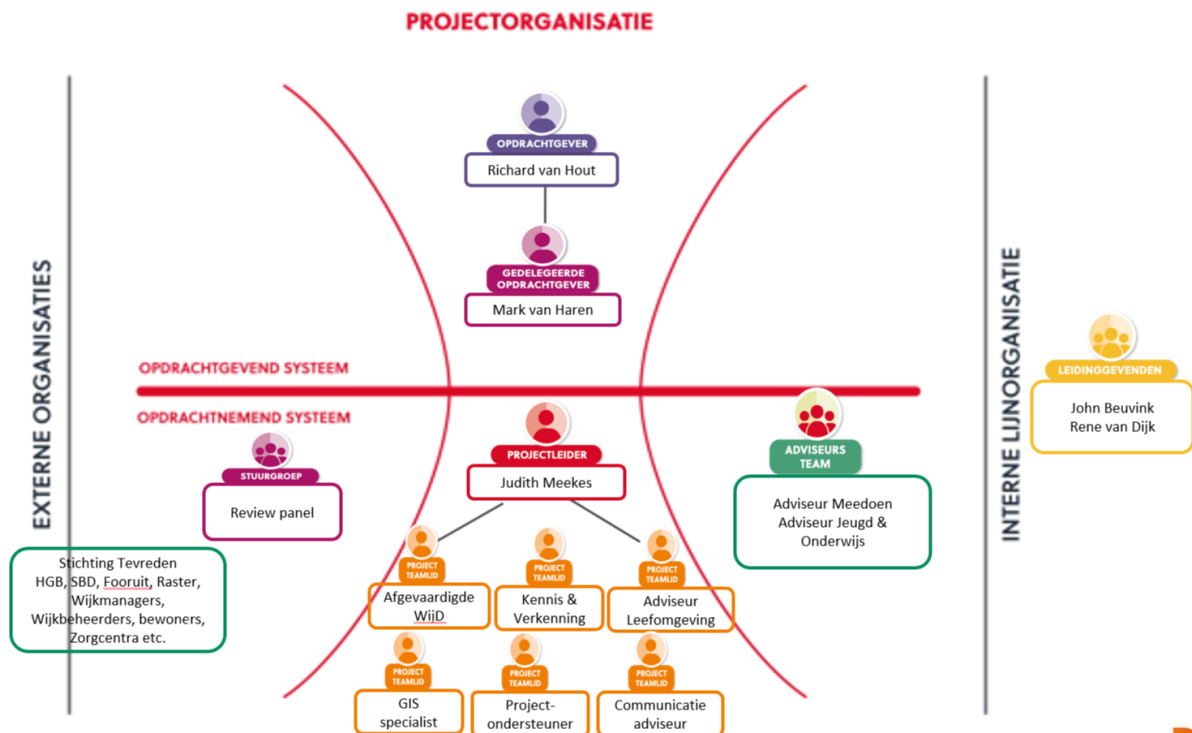 PROJECTORGANISATIE
OPDRACHTGEVER
Richard van Hout
GEDELEGEERDE
OPDRACHTGEVER
Mark van Haren
EXTERNE ORGANISATIES
INTERNE LIJNORGANISATIE
LEIDINGGEVENDEN
John Beuvink
Rene van Dijk
OPDRACHTGEVEND SYSTEEM
OPDRACHTNEMEND SYSTEEM
STUURGROEP
Review panel
PROJECTLEIDER
Judith Meekes
ADVISEURS
TEAM
Adviseur Meedoen
Adviseur Jeugd &
Onderwijs
Stichting Tevreden
HGB, SBD, Fooruit, Raster,
Wijkmanagers,
Wijkbeheerders, bewoners,
Zorgcentra etc.
PROJECT
TEAMLID
Afgevaardigde
WijD
PROJECT
TEAMLID
Kennis &
Verkenning
PROJECT
TEAMLID
Adviseur
Leefomgeving
PROJECT
TEAMLID
GIS
specialist
PROJECT
TEAMLID
Project-
ondersteuner
PROJECT
TEAMLID
Communicatie
adviseur